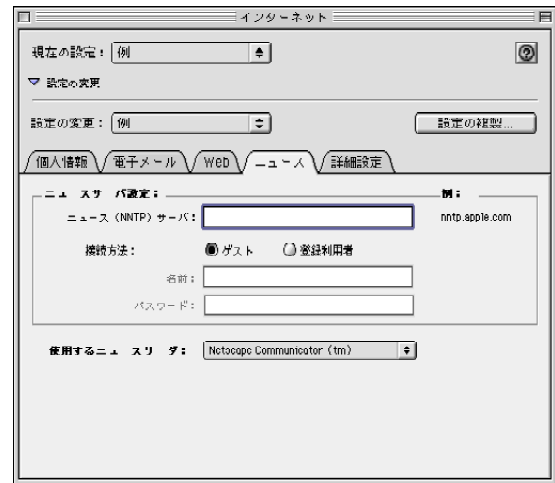 インターネット
現在の設定： 例
設定の変更
設定の変更： 例 設定の複製...
個人情報 電子メール Web ニュース 詳細設定
ニュースサーバ設定： 例：
ニュース（NNTP）サーバ： nntp.apple.com
接続方法： ゲスト 登録利用者
名前：
パスワード：
使用するニュースリーダ： Netscape Communicator (tm)